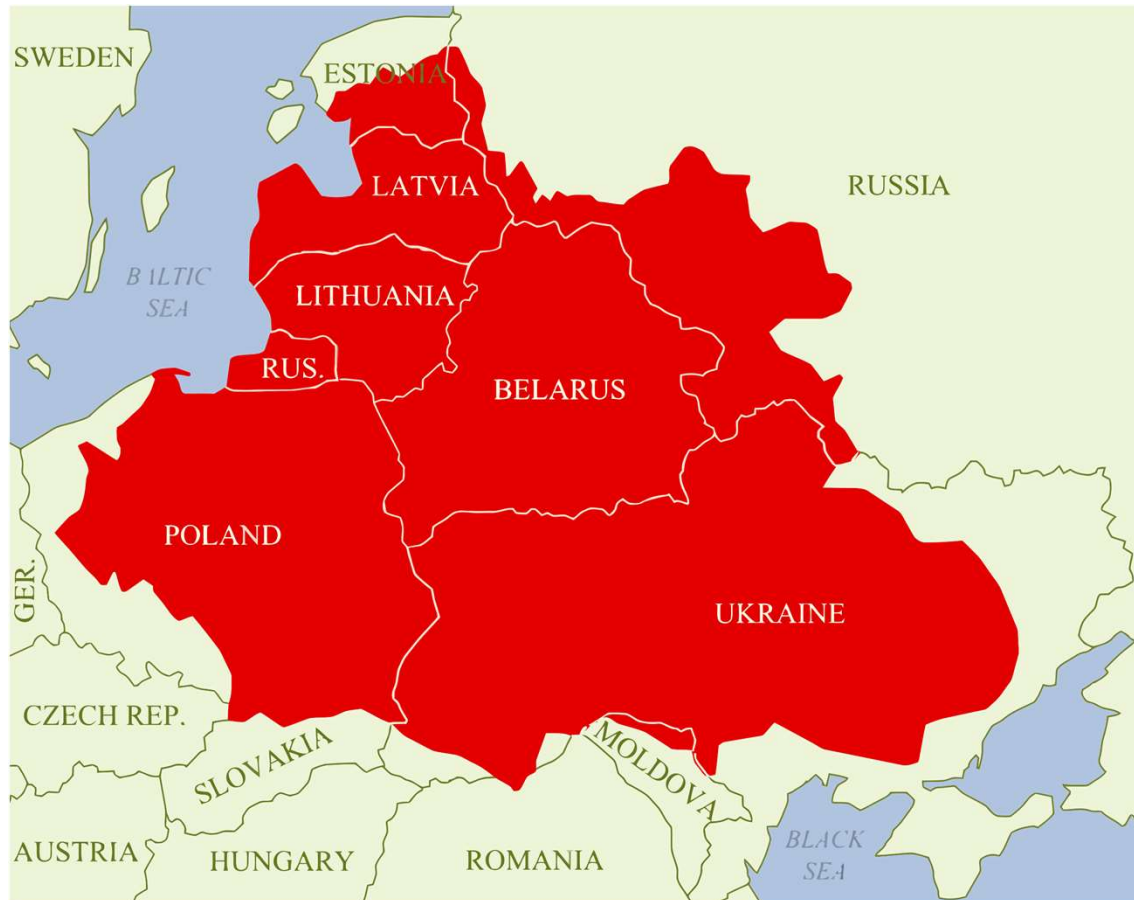 SWEDEN
ESTONIA
RUSSIA
LATVIA
BALTIC
SEA
LITHUANIA
RUS.
BELARUS
POLAND
GER.
UKRAINE
CZECH REP.
SLOVAKIA
MOLDOVA
AUSTRIA
HUNGARY
ROMANIA
BLACK
SEA